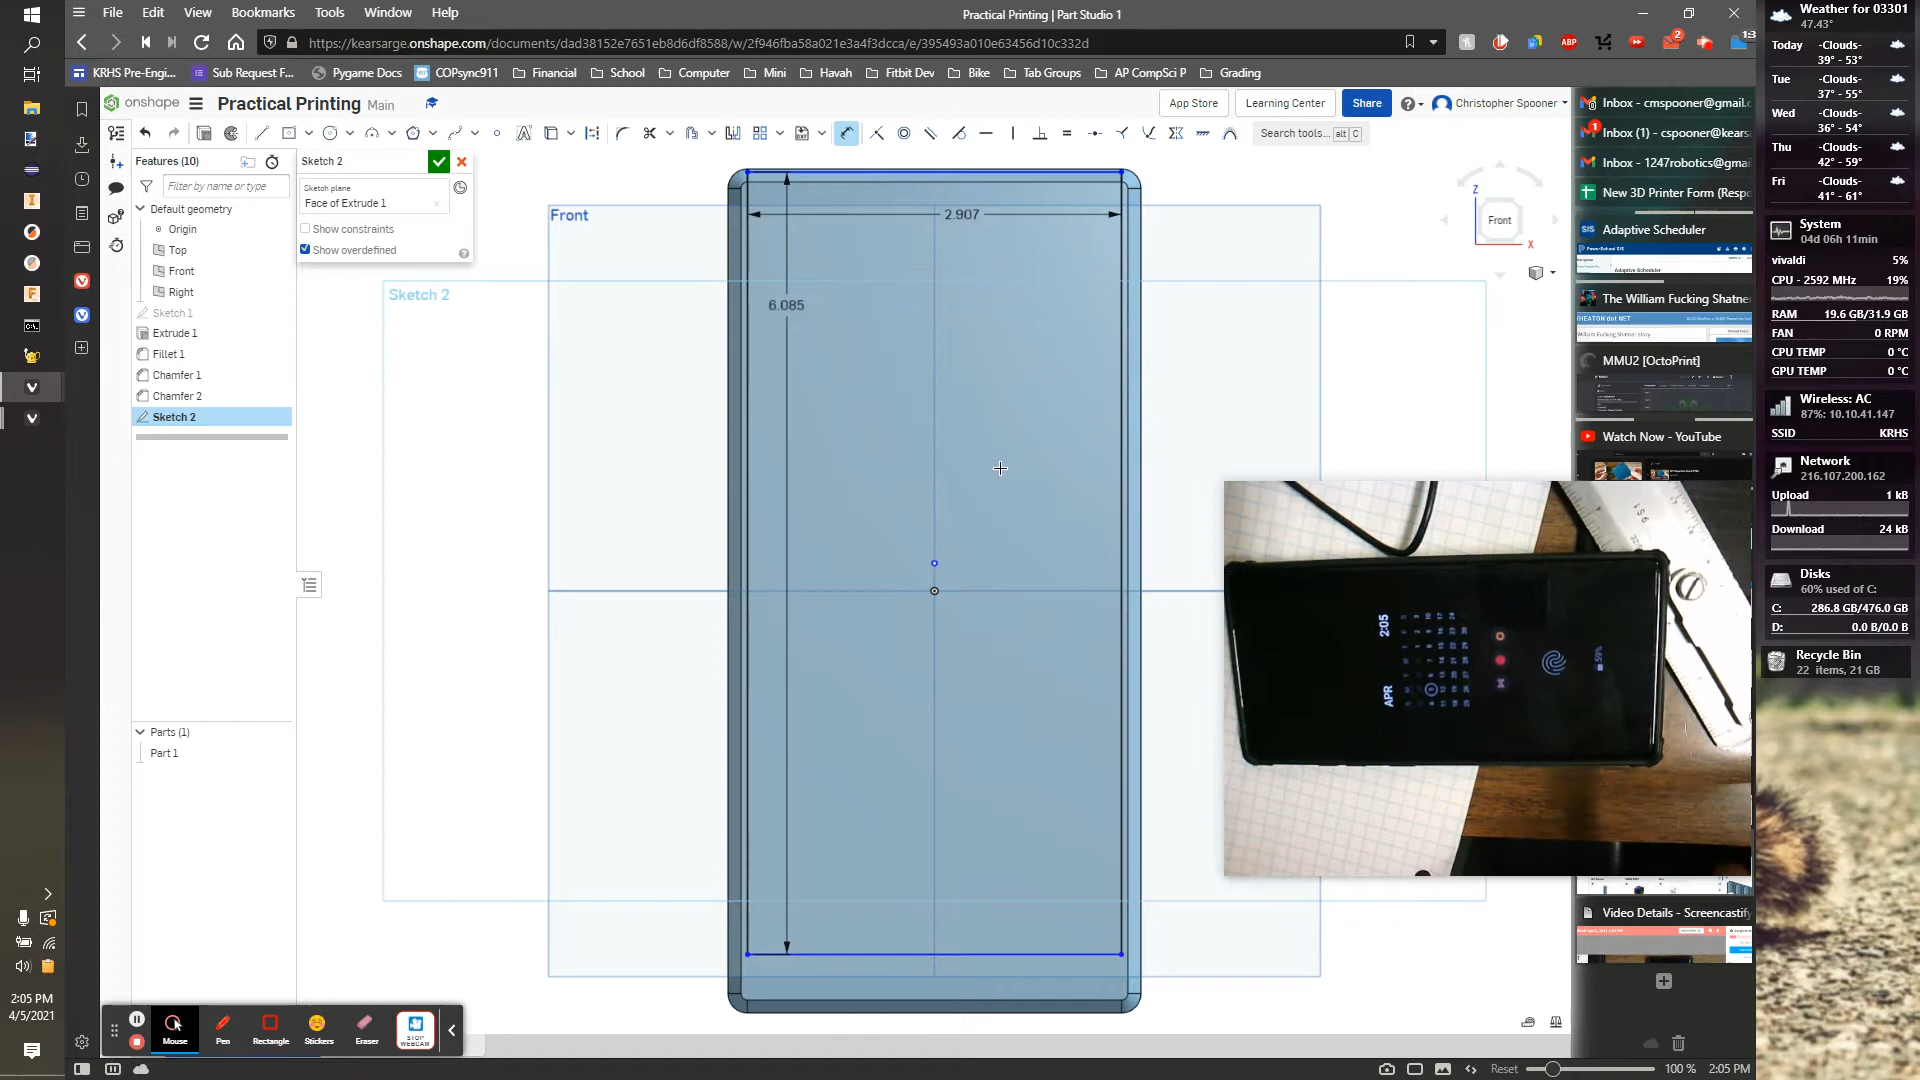 File Edit View Bookmarks Tools Window Help
Practical Printing | Part Studio 1
https://kearsarge.onshape.com/documents/dad38152e7651eb8d6df8588/w/2f946fba58a021e3a4f3dcca/e/395493a010e63456d10c332d
ABP
2
1:3
KRHS Pre-Engi... Sub Request F... Pygame Docs COPsync911 Financial School Computer Mini Havah Fitbit Dev Bike Tab Groups AP CompSci P Grading
onshape Practical Printing Main
App Store Learning Center Share Christopher Spooner
Search tools... alt C
Features (10)
Filter by name or type
Default geometry
Origin
Top
Front
Right
Sketch 1
Extrude 1
Fillet 1
Chamfer 1
Chamfer 2
Sketch 2
Parts (1)
Part 1
Sketch 2
Sketch plane
Face of Extrude 1
Show constraints
Show overdefined
Front
Sketch 2
2.907
6.085
Z
Front
X
2:05
APR
59%
Inbox - cmspooner@gmail.c
Inbox (1) - cspooner@kears
Inbox - 1247robotics@gmai
New 3D Printer Form (Respo
Adaptive Scheduler
The William Fucking Shatner
MMU2 [OctoPrint]
Watch Now - YouTube
Video Details - Screencastify
Weather for 03301
47.43°
Today -Clouds- 39° - 53°
Tue -Clouds- 37° - 55°
Wed -Clouds- 36° - 54°
Thu -Clouds- 42° - 59°
Fri -Clouds- 41° - 61°
System
04d 06h 11min
vivaldi 5%
CPU - 2592 MHz 19%
RAM 19.6 GB/31.9 GB
FAN 0 RPM
CPU TEMP 0 °C
GPU TEMP 0 °C
Wireless: AC
87%: 10.10.41.147
SSID KRHS
Network
216.107.200.162
Upload 1 kB
Download 24 kB
Disks
60% used of C:
C: 286.8 GB/476.0 GB
D: 0.0 B/0.0 B
Recycle Bin
22 items, 21 GB
Mouse Pen Rectangle Stickers Eraser STOP WEBCAM
2:05 PM
4/5/2021
Reset 100 % 2:05 PM